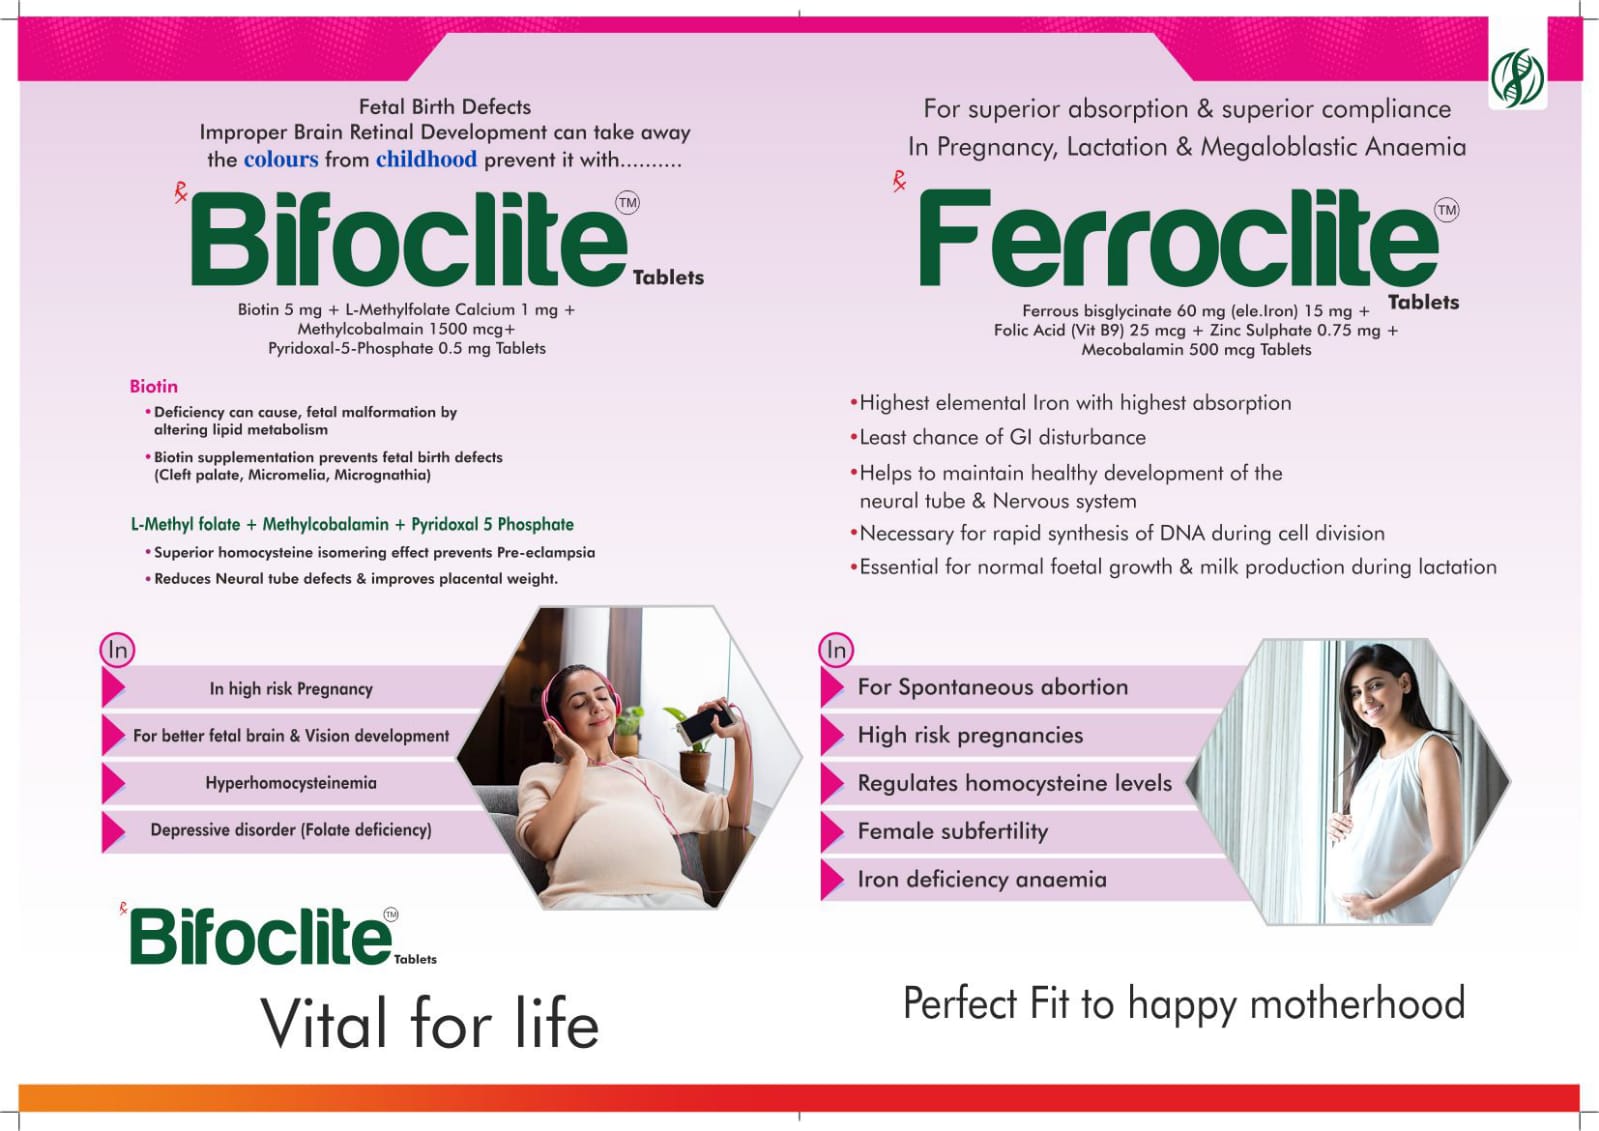 Fetal Birth Defects
Improper Brain Retinal Development can take away
the colours from childhood prevent it with..........
Rx
Bifoclite TM
Tablets
Biotin 5 mg + L-Methylfolate Calcium 1 mg +
Methylcobalmain 1500 mcg+
Pyridoxal-5-Phosphate 0.5 mg Tablets
Biotin
• Deficiency can cause, fetal malformation by
altering lipid metabolism
• Biotin supplementation prevents fetal birth defects
(Cleft palate, Micromelia, Micrognathia)
L-Methyl folate + Methylcobalamin + Pyridoxal 5 Phosphate
• Superior homocysteine isomering effect prevents Pre-eclampsia
• Reduces Neural tube defects & improves placental weight.
In
In high risk Pregnancy
For better fetal brain & Vision development
Hyperhomocysteinemia
Depressive disorder (Folate deficiency)
Rx
Bifoclite TM
Tablets
Vital for life
For superior absorption & superior compliance
In Pregnancy, Lactation & Megaloblastic Anaemia
Rx
Ferroclite TM
Tablets
Ferrous bisglycinate 60 mg (ele.Iron) 15 mg +
Folic Acid (Vit B9) 25 mcg + Zinc Sulphate 0.75 mg +
Mecobalamin 500 mcg Tablets
•Highest elemental Iron with highest absorption
•Least chance of GI disturbance
•Helps to maintain healthy development of the
neural tube & Nervous system
•Necessary for rapid synthesis of DNA during cell division
•Essential for normal foetal growth & milk production during lactation
In
For Spontaneous abortion
High risk pregnancies
Regulates homocysteine levels
Female subfertility
Iron deficiency anaemia
Perfect Fit to happy motherhood